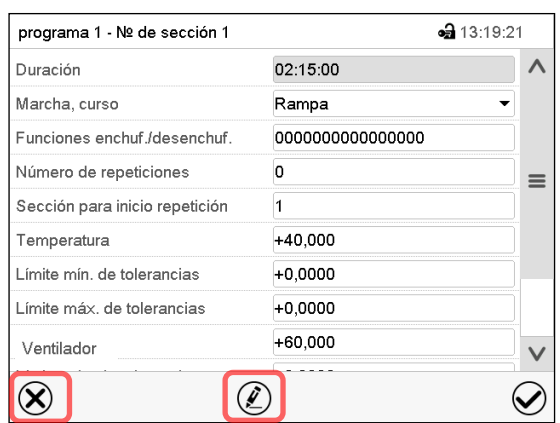 programa 1 - Nº de sección 1 13:19:21
Duración 02:15:00
Marcha, curso Rampa
Funciones enchuf./desenchuf. 0000000000000000
Número de repeticiones 0
Sección para inicio repetición 1
Temperatura +40,000
Límite mín. de tolerancias +0,0000
Límite máx. de tolerancias +0,0000
Ventilador +60,000